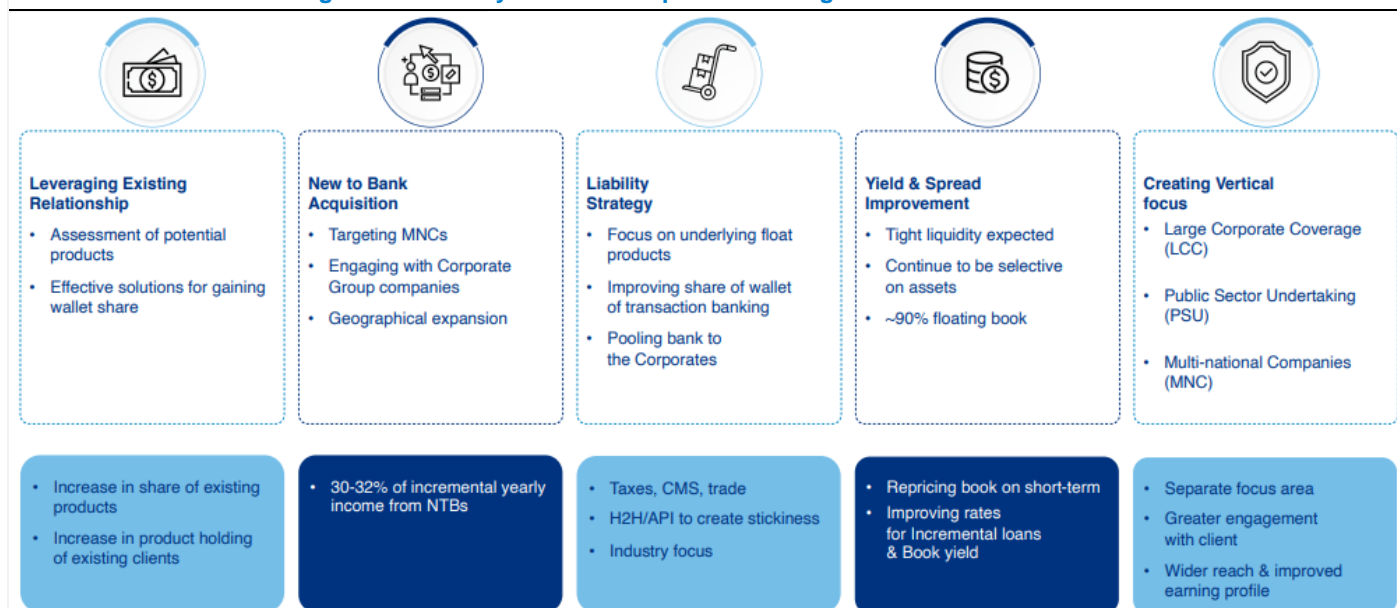 Leveraging Existing
Relationship
• Assessment of potential
products
• Effective solutions for gaining
wallet share
New to Bank
Acquisition
• Targeting MNCs
• Engaging with Corporate
Group companies
• Geographical expansion
Liability
Strategy
• Focus on underlying float
products
• Improving share of wallet
of transaction banking
• Pooling bank to
the Corporates
Yield & Spread
Improvement
• Tight liquidity expected
• Continue to be selective
on assets
• ~90% floating book
Creating Vertical
focus
• Large Corporate Coverage
(LCC)
• Public Sector Undertaking
(PSU)
• Multi-national Companies
(MNC)
• Increase in share of existing
products
• Increase in product holding
of existing clients
• 30-32% of incremental yearly
income from NTBs
• Taxes, CMS, trade
• H2H/API to create stickiness
• Industry focus
• Repricing book on short-term
• Improving rates
for Incremental loans
& Book yield
• Separate focus area
• Greater engagement
with client
• Wider reach & improved
earning profile